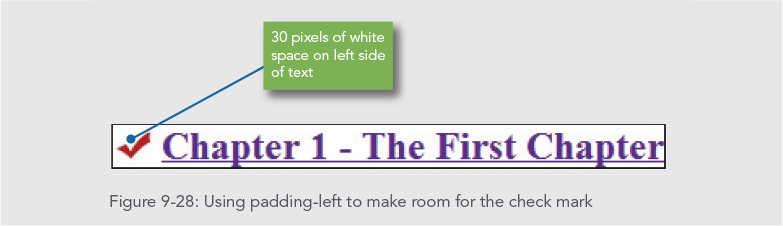 30 pixels of white
space on left side
of text
Chapter 1 - The First Chapter
Figure 9-28: Using padding-left to make room for the check mark